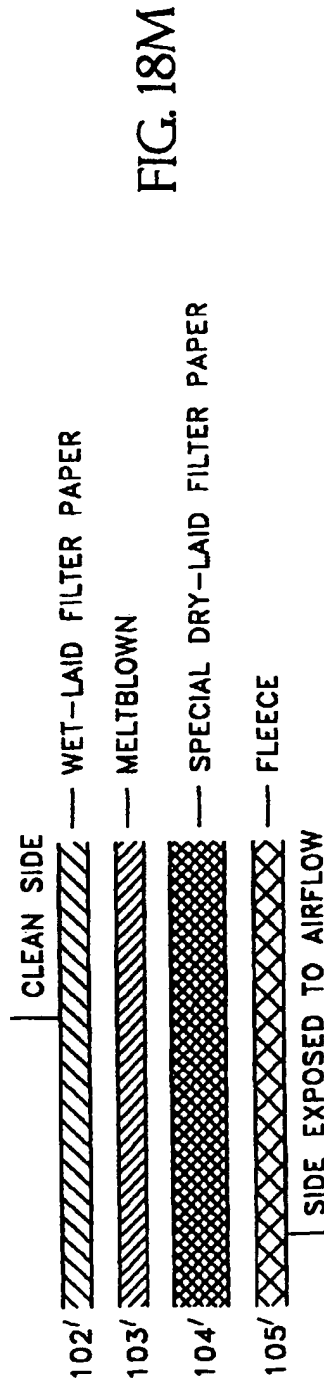 CLEAN SIDE
102′ WET-LAID FILTER PAPER
103′ MELTBLOWN
104′ SPECIAL DRY-LAID FILTER PAPER
105′ FLEECE
SIDE EXPOSED TO AIRFLOW
FIG. 18M